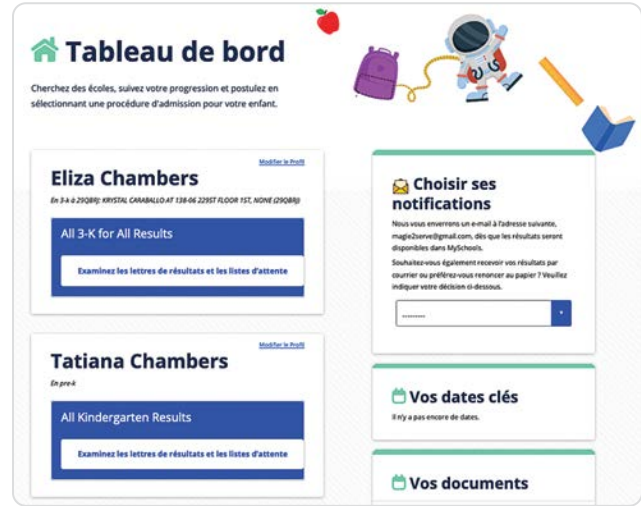 Tableau de bord
Cherchez des écoles, suivez votre progression et postulez en
sélectionnant une procédure d'admission pour votre enfant.
Modifier le Profil
Eliza Chambers
En 3-k à 29QBRJ: KRYSTAL CARABALLO AT 138-06 229ST FLOOR 1ST, NONE (29QBRJ)
All 3-K for All Results
Examinez les lettres de résultats et les listes d'attente
Modifier le Profil
Tatiana Chambers
En pre-k
All Kindergarten Results
Examinez les lettres de résultats et les listes d'attente
Choisir ses
notifications
Nous vous enverrons un e-mail à l'adresse suivante,
magie2serve@gmail.com, dès que les résultats seront
disponibles dans MySchools.
Souhaitez-vous également recevoir vos résultats par
courrier ou préférez-vous renoncer au papier ? Veuillez
indiquer votre décision ci-dessous.
---------
Vos dates clés
Il n'y a pas encore de dates.
Vos documents